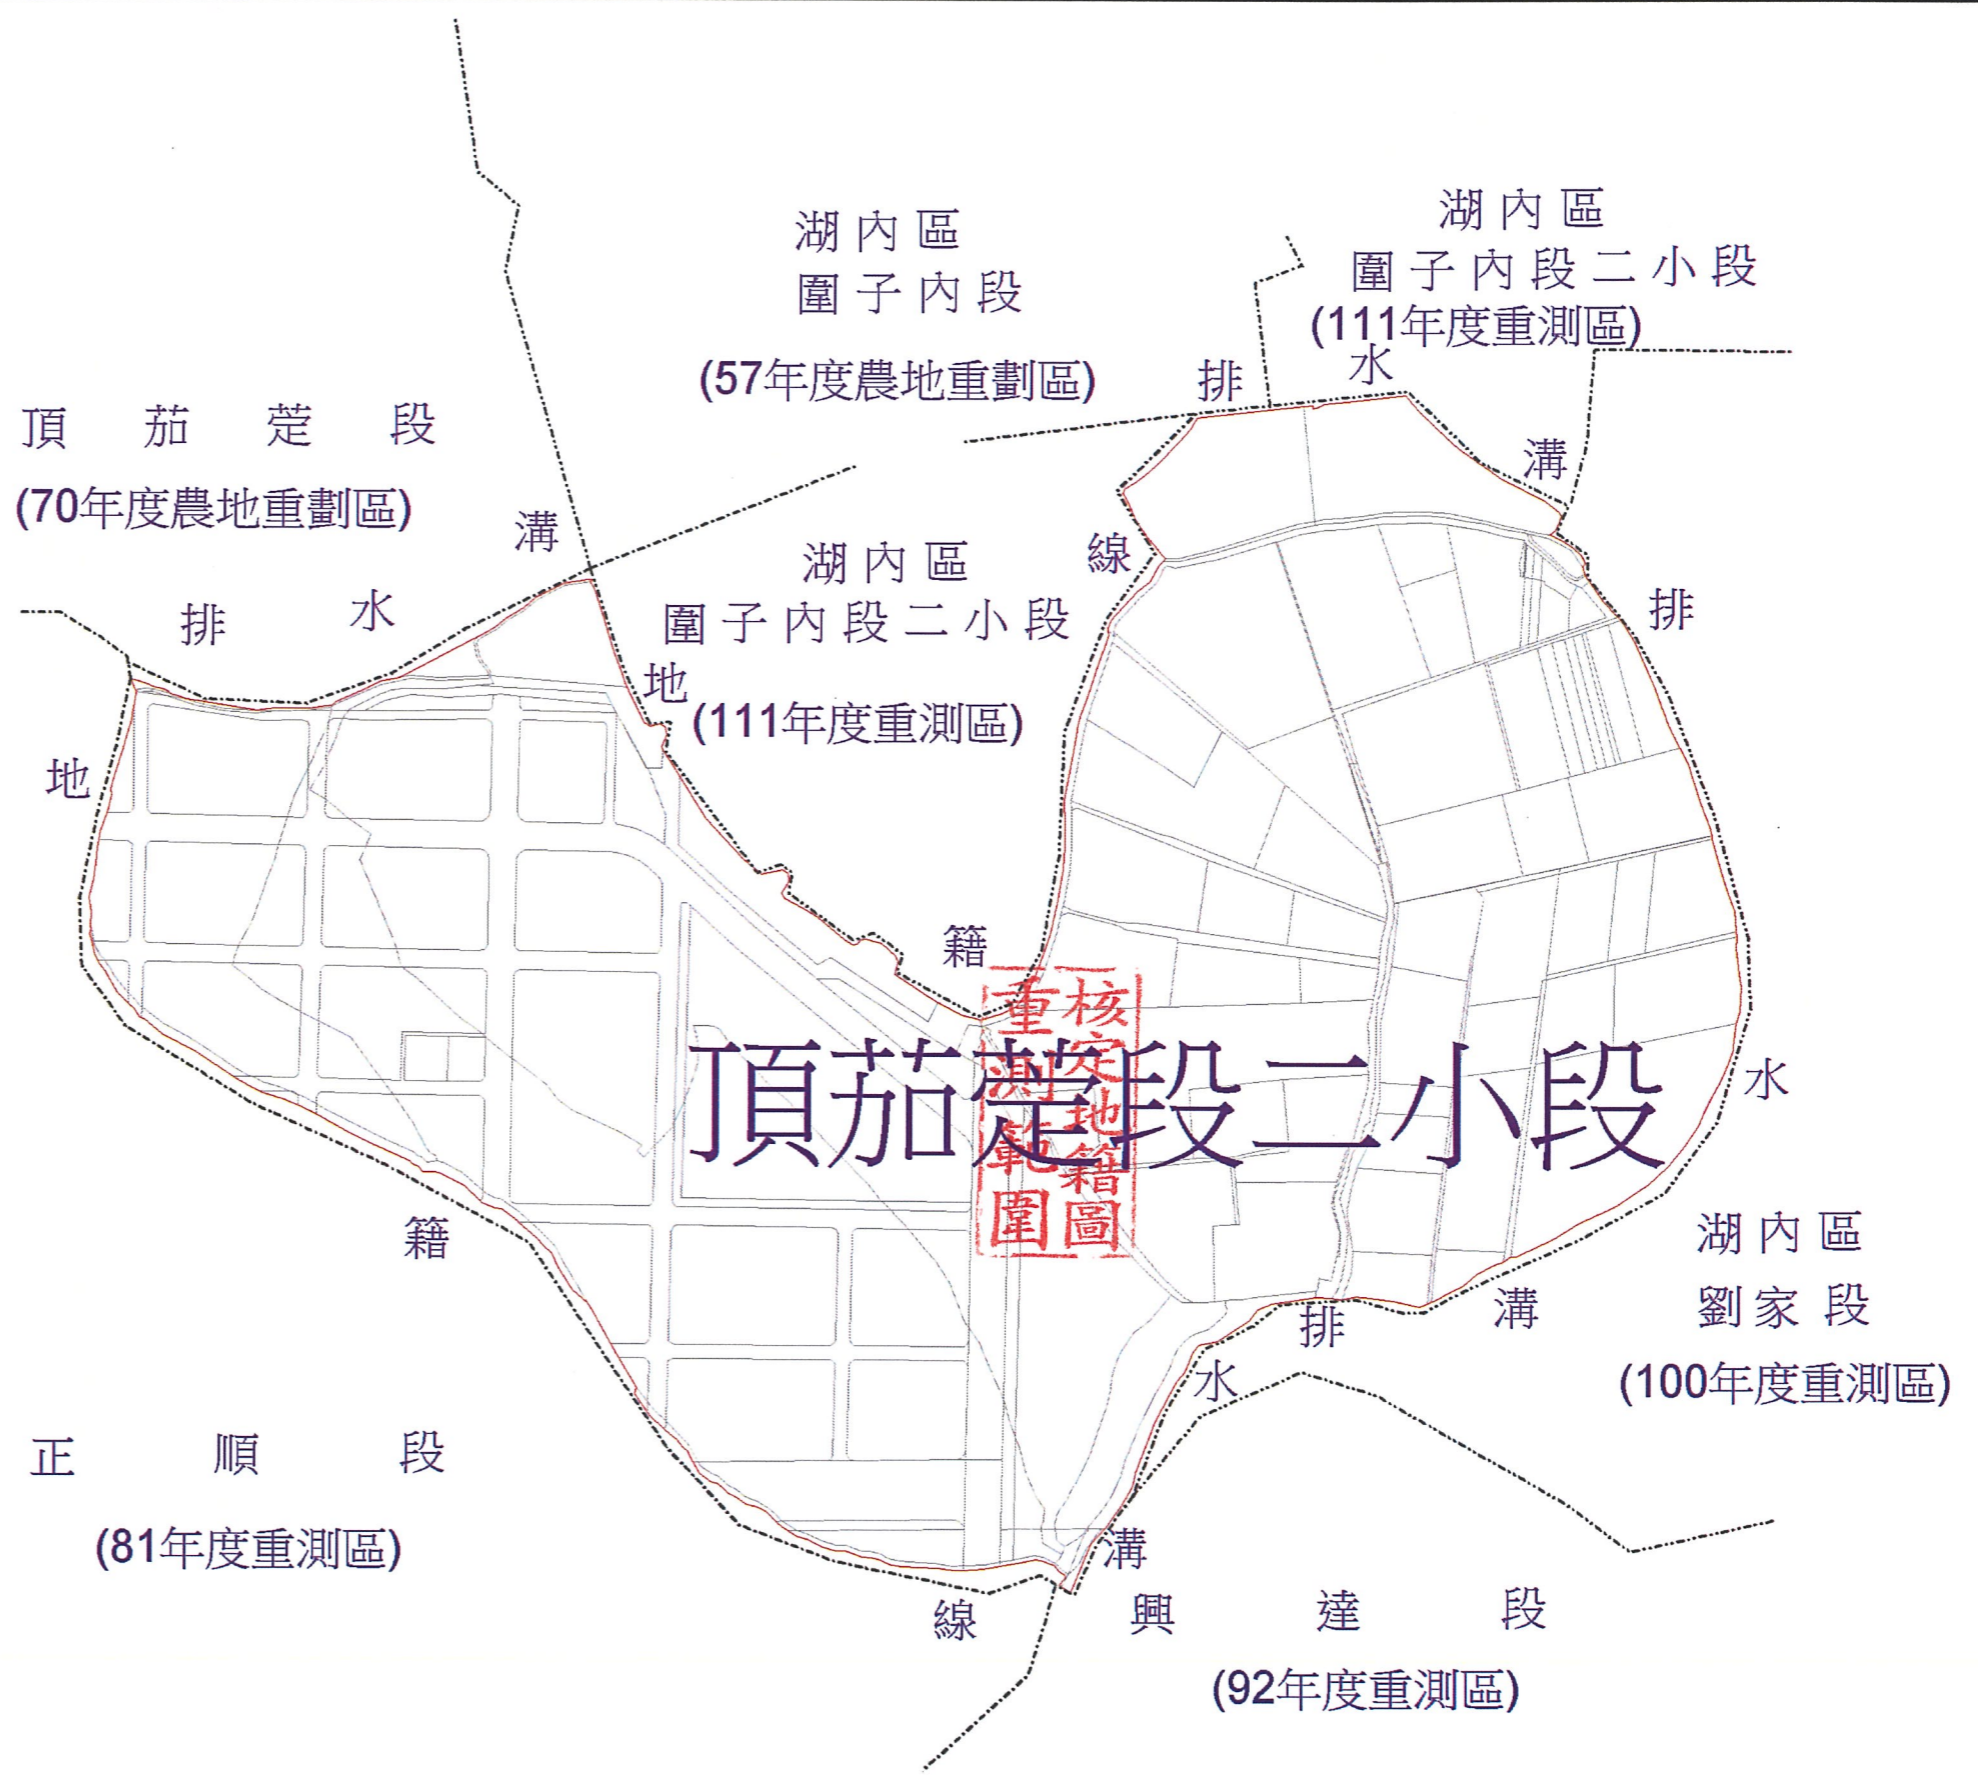 湖內區
圍子內段
(57年度農地重劃區)
湖內區
圍子內段二小段
(111年度重測區)
頂茄萣段
(70年度農地重劃區)
排水溝
排水溝
湖內區
圍子內段二小段
(111年度重測區)
地籍線
排水溝
地籍線
頂茄萣段二小段
核定地籍圖
重測範圍
湖內區
劉家段
(100年度重測區)
排水溝
正順段
(81年度重測區)
興達段
(92年度重測區)